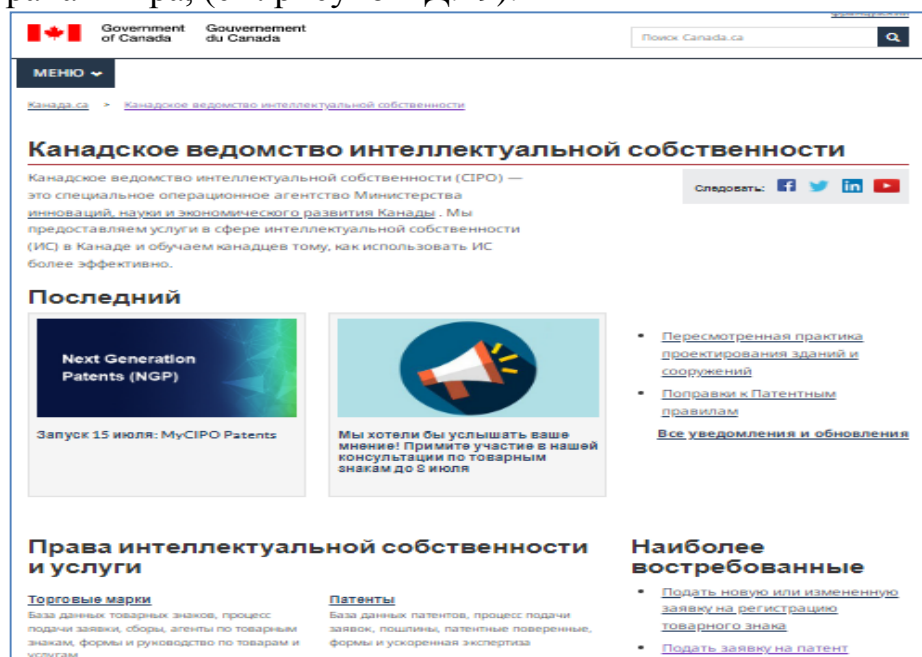 Government Gouvernement
of Canada du Canada
Поиск Canada.ca
МЕНЮ
Канада.ca > Канадское ведомство интеллектуальной собственности
Канадское ведомство интеллектуальной собственности
Канадское ведомство интеллектуальной собственности (CIPO) —
это специальное операционное агентство Министерства
инноваций, науки и экономического развития Канады . Мы
предоставляем услуги в сфере интеллектуальной собственности
(ИС) в Канаде и обучаем канадцев тому, как использовать ИС
более эффективно.
Следовать:
Последний
Next Generation
Patents (NGP)
Запуск 15 июля: MyCIPO Patents
Мы хотели бы услышать ваше
мнение! Примите участие в нашей
консультации по товарным
знакам до 8 июля
Пересмотренная практика
проектирования зданий и
сооружений
Поправки к Патентным
правилам
Все уведомления и обновления
Права интеллектуальной собственности
и услуги
Торговые марки
База данных товарных знаков, процесс
подачи заявки, сборы, агенты по товарным
знакам, формы и руководство по товарам и
услугам
Патенты
База данных патентов, процесс подачи
заявок, пошлины, патентные поверенные,
формы и ускоренная экспертиза
Наиболее
востребованные
Подать новую или измененную
заявку на регистрацию
товарного знака
Подать заявку на патент